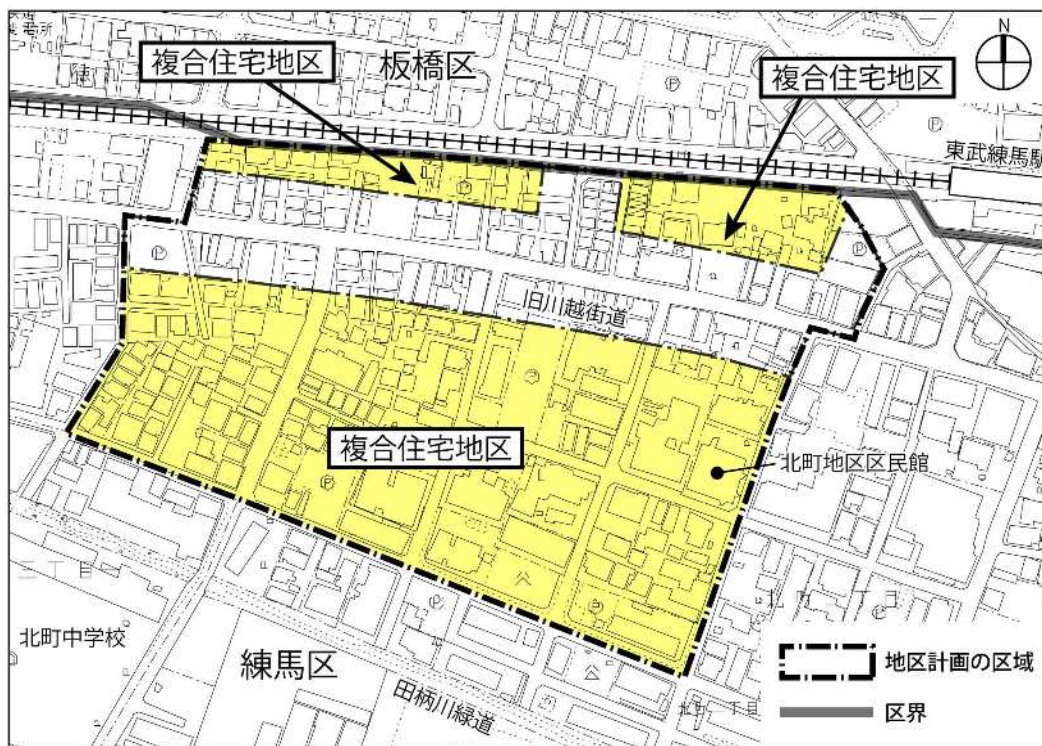 複合住宅地区
板橋区
複合住宅地区
N
東武練馬駅
旧川越街道
複合住宅地区
北町地区区民館
北町中学校
練馬区
田柄川緑道
地区計画の区域
区界